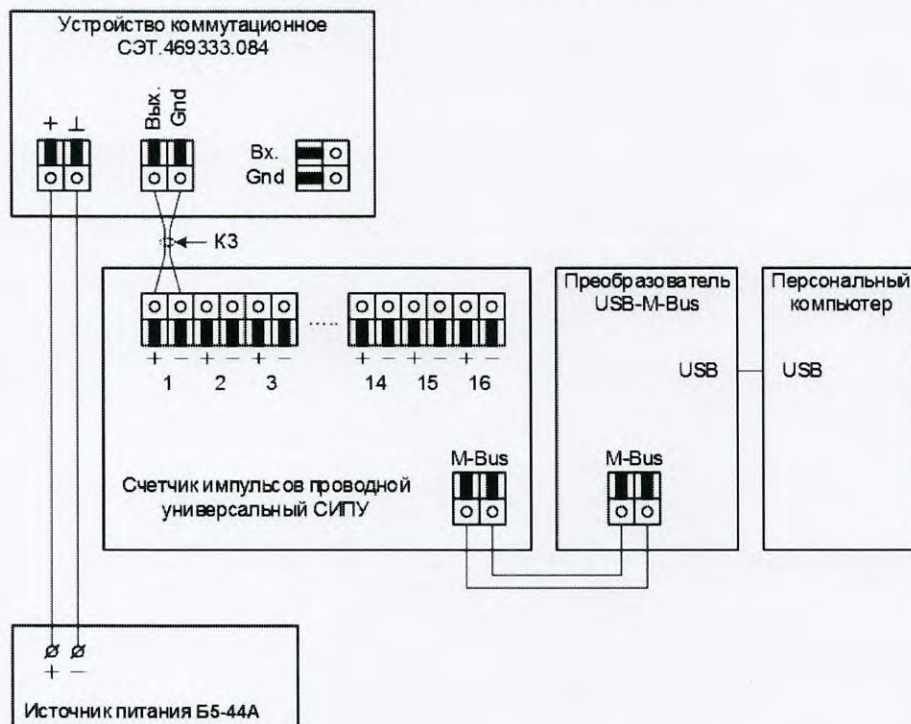 Устройство коммутационное
СЭТ.469333.084
+ ⊥
Вых.
Gnd
Вх.
Gnd
К3
+ − + − + −
.....
+ − + − + −
1 2 3 14 15 16
Преобразователь
USB-M-Bus
Персональный
компьютер
USB
USB
M-Bus
M-Bus
Счетчик импульсов проводной
универсальный СИПУ
+ −
Источник питания Б5-44А